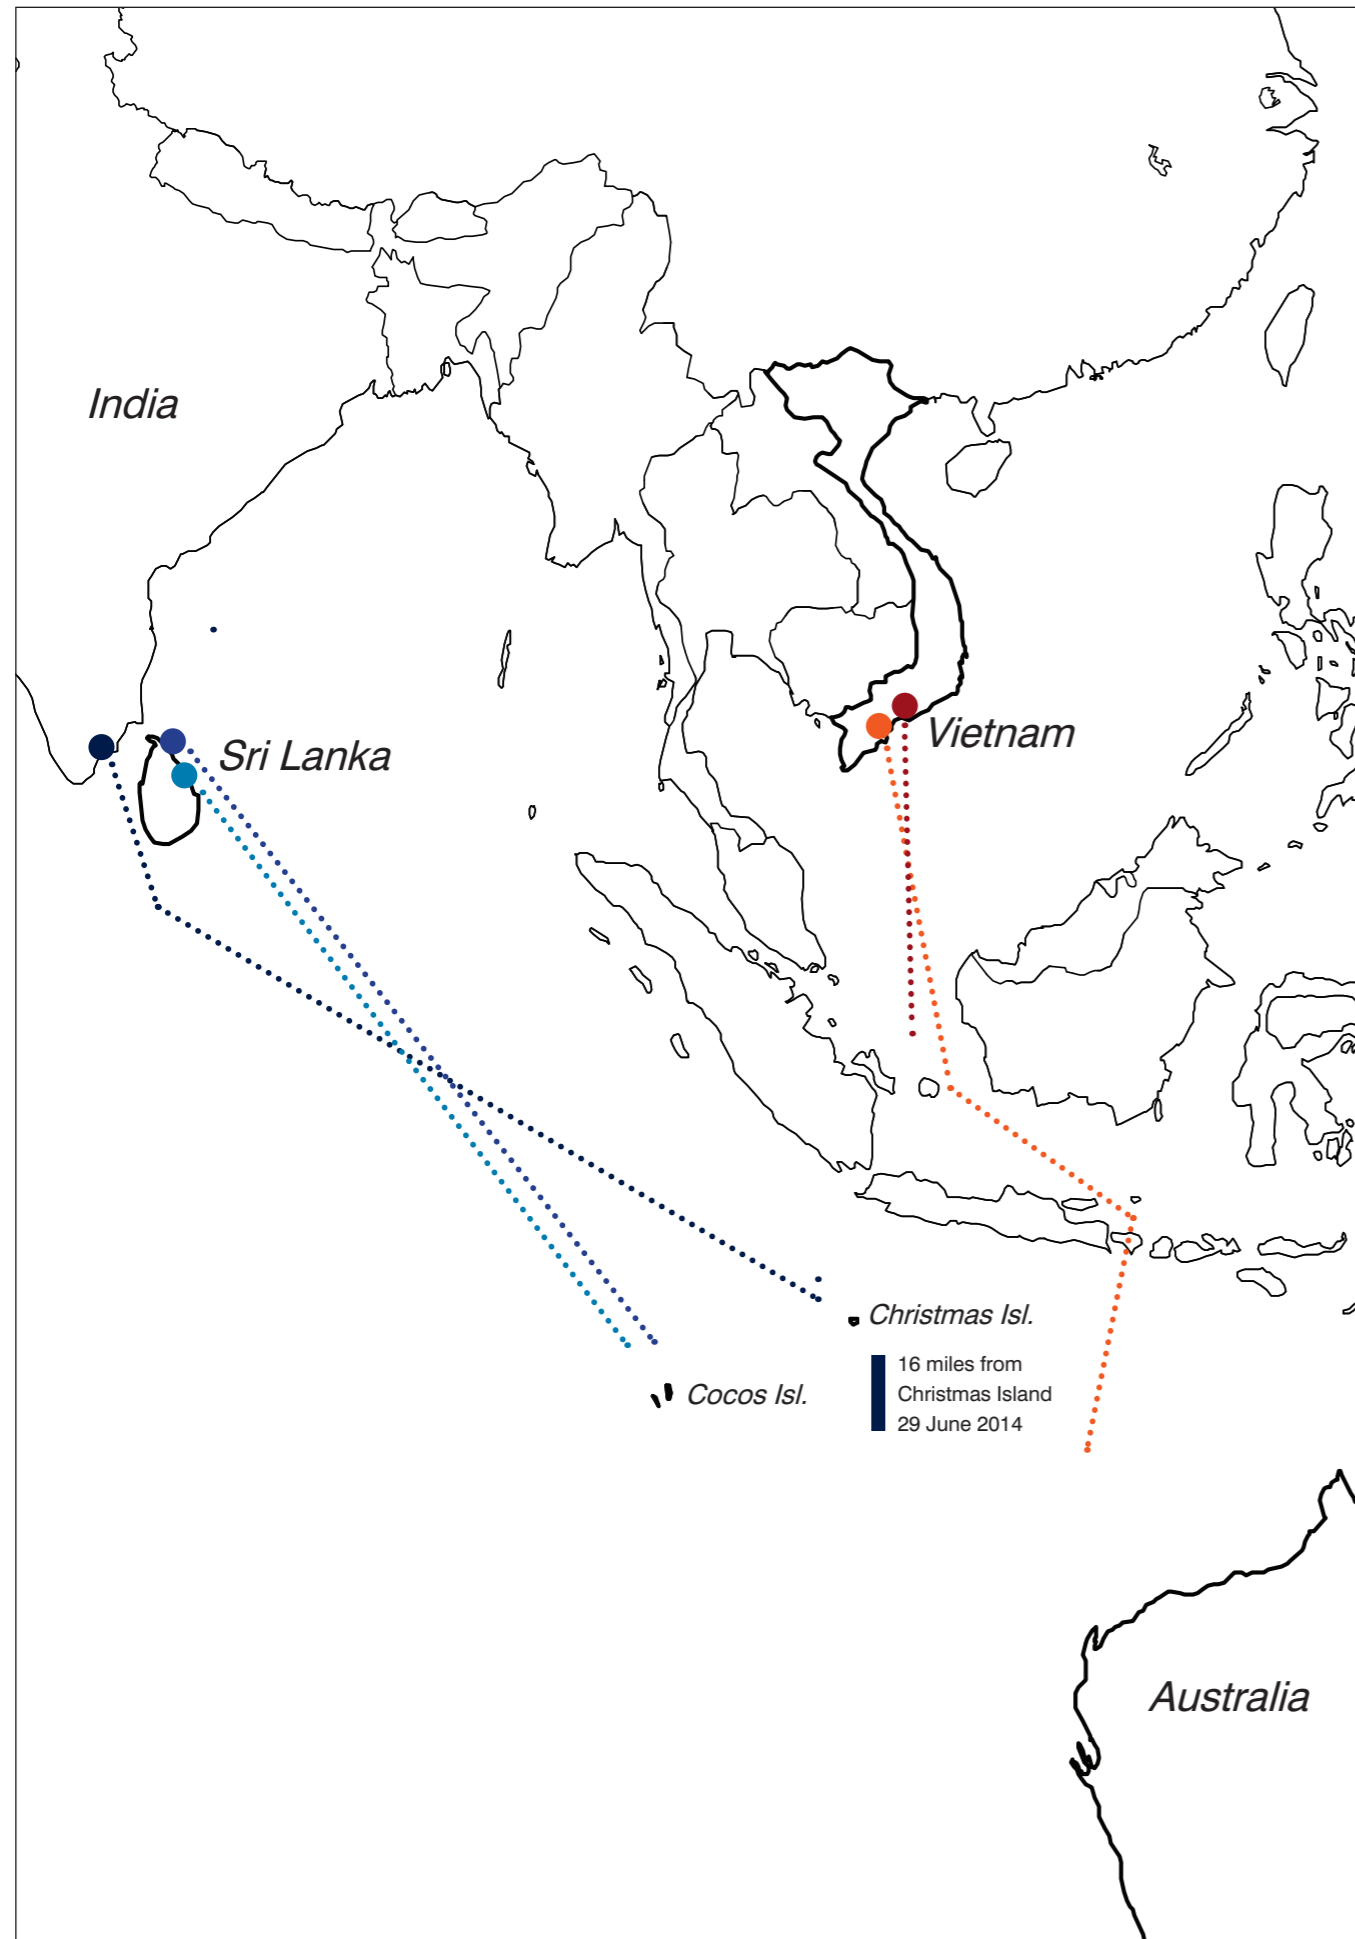 India
Sri Lanka
Vietnam
Christmas Isl.
16 miles from
Christmas Island
29 June 2014
Cocos Isl.
Australia